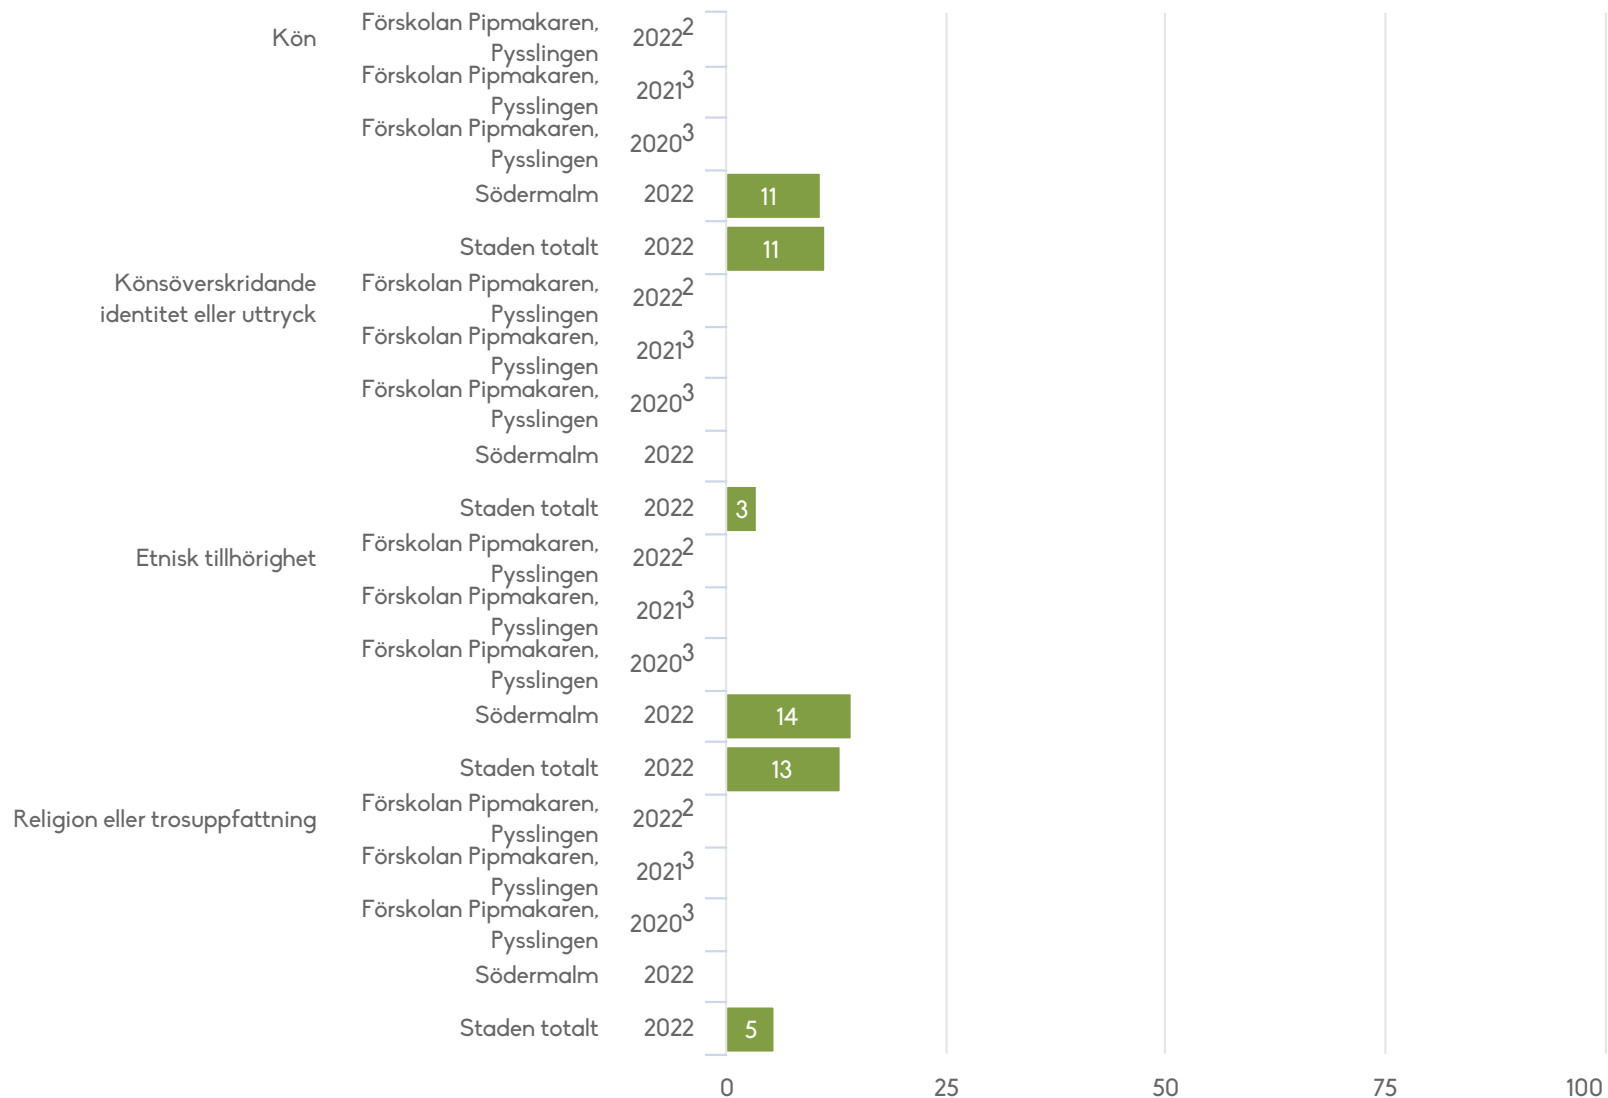 Kön
Förskolan Pipmakaren,
Pysslingen
2022²
Förskolan Pipmakaren,
Pysslingen
2021³
Förskolan Pipmakaren,
Pysslingen
2020³
Södermalm 2022 11
Staden totalt 2022 11
Könsöverskridande
identitet eller uttryck
Förskolan Pipmakaren,
Pysslingen
2022²
Förskolan Pipmakaren,
Pysslingen
2021³
Förskolan Pipmakaren,
Pysslingen
2020³
Södermalm 2022
Staden totalt 2022 3
Etnisk tillhörighet
Förskolan Pipmakaren,
Pysslingen
2022²
Förskolan Pipmakaren,
Pysslingen
2021³
Förskolan Pipmakaren,
Pysslingen
2020³
Södermalm 2022 14
Staden totalt 2022 13
Religion eller trosuppfattning
Förskolan Pipmakaren,
Pysslingen
2022²
Förskolan Pipmakaren,
Pysslingen
2021³
Förskolan Pipmakaren,
Pysslingen
2020³
Södermalm 2022
Staden totalt 2022 5
0 25 50 75 100